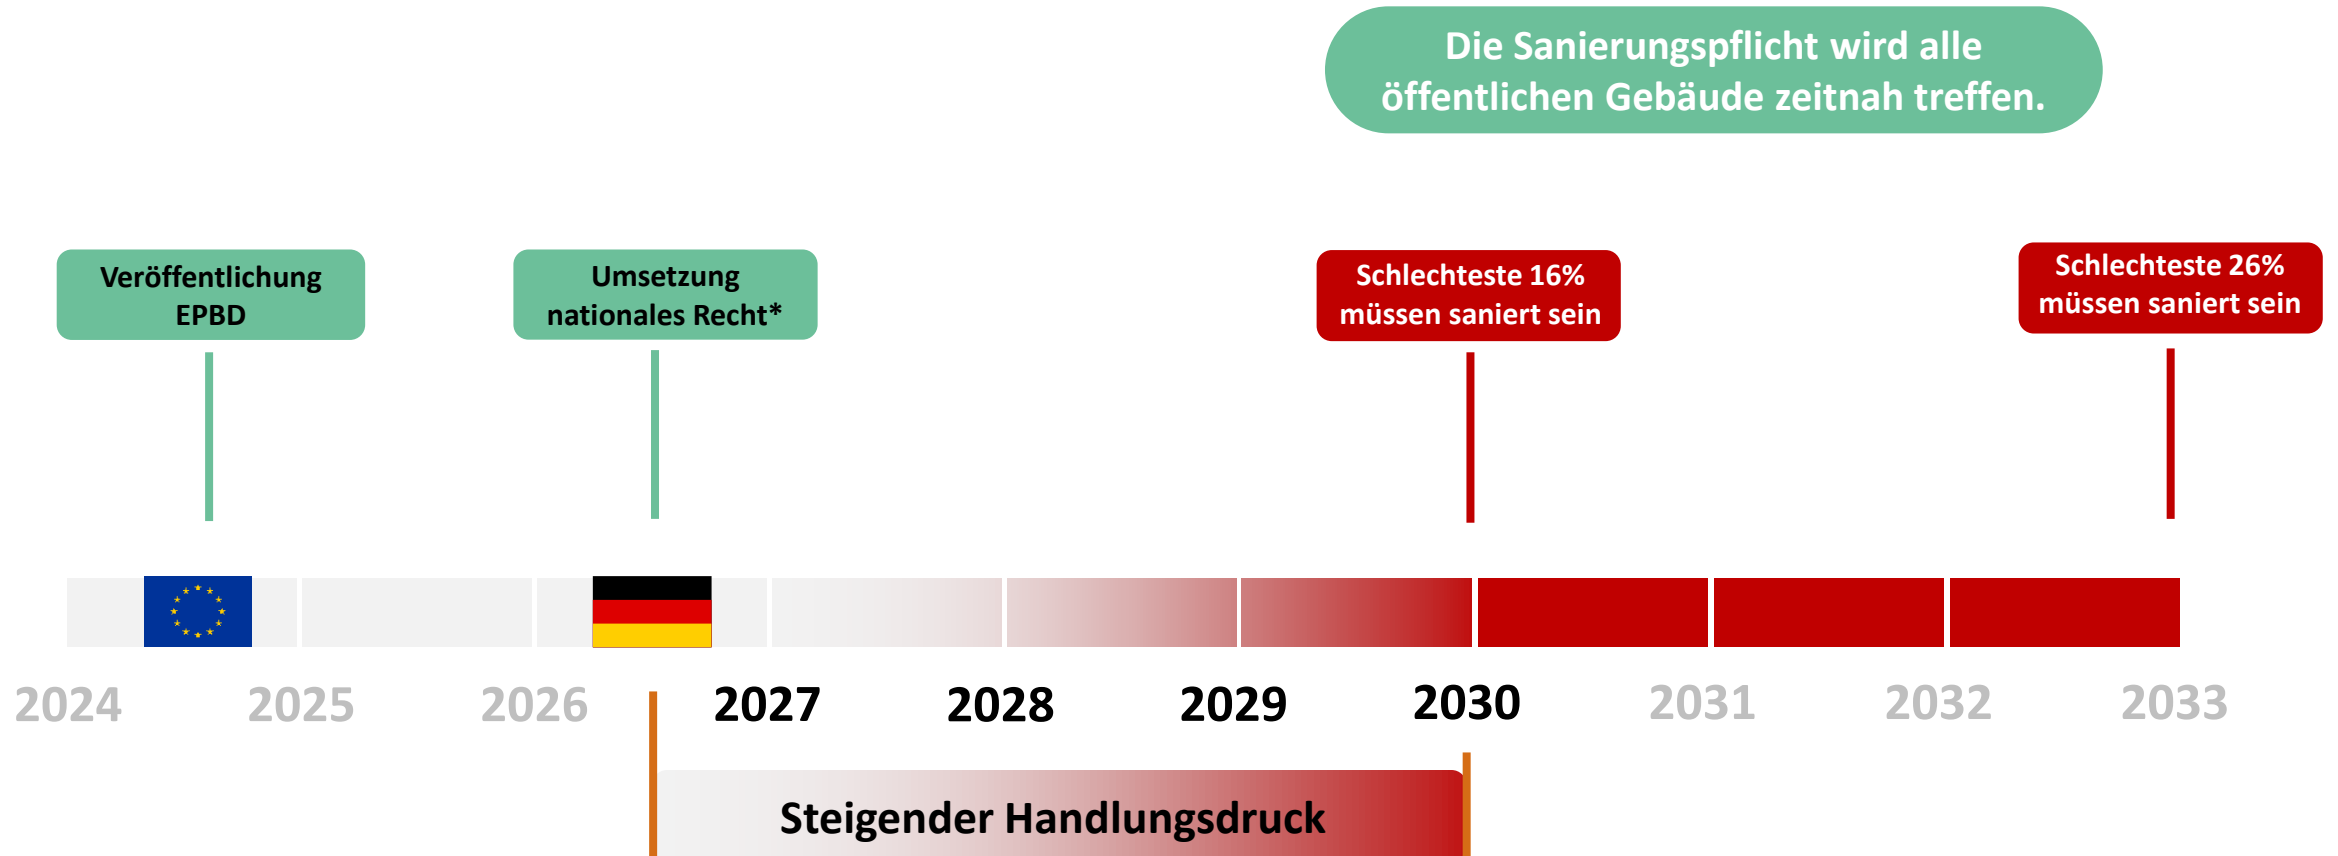 Die Sanierungspflicht wird alle
öffentlichen Gebäude zeitnah treffen.
Veröffentlichung
EPBD
Umsetzung
nationales Recht*
Schlechteste 16%
müssen saniert sein
Schlechteste 26%
müssen saniert sein
2024
2025
2026
2027
2028
2029
2030
2031
2032
2033
Steigender Handlungsdruck